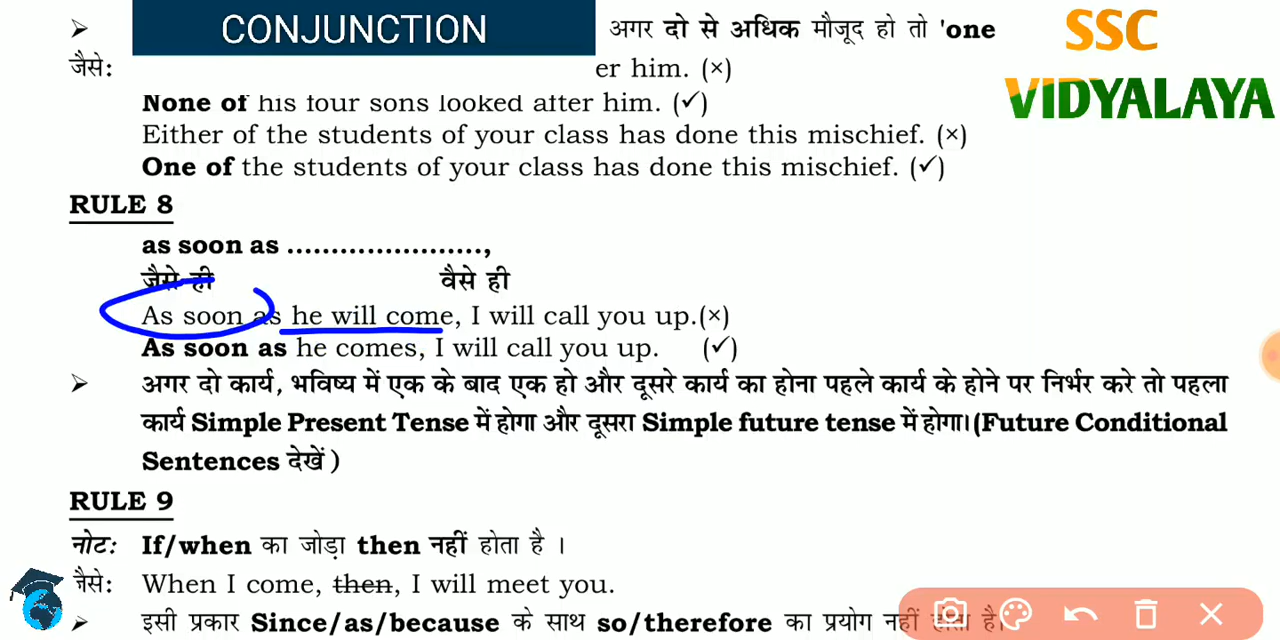 CONJUNCTION
➢ अगर दो से अधिक मौजूद हो तो 'one
SSC
VIDYALAYA
जैसे: er him. (×)
None of his four sons looked after him. (✓)
Either of the students of your class has done this mischief. (×)
One of the students of your class has done this mischief. (✓)
RULE 8
as soon as ......................,
जैसे ही वैसे ही
As soon as he will come, I will call you up.(×)
As soon as he comes, I will call you up. (✓)
➢ अगर दो कार्य, भविष्य में एक के बाद एक हो और दूसरे कार्य का होना पहले कार्य के होने पर निर्भर करे तो पहला
कार्य Simple Present Tense में होगा और दूसरा Simple future tense में होगा। (Future Conditional
Sentences देखें )
RULE 9
नोट: If/when का जोड़ा then नहीं होता है ।
जैसे: When I come, then, I will meet you.
➢ इसी प्रकार Since/as/because के साथ so/therefore का प्रयोग नहीं होता है।